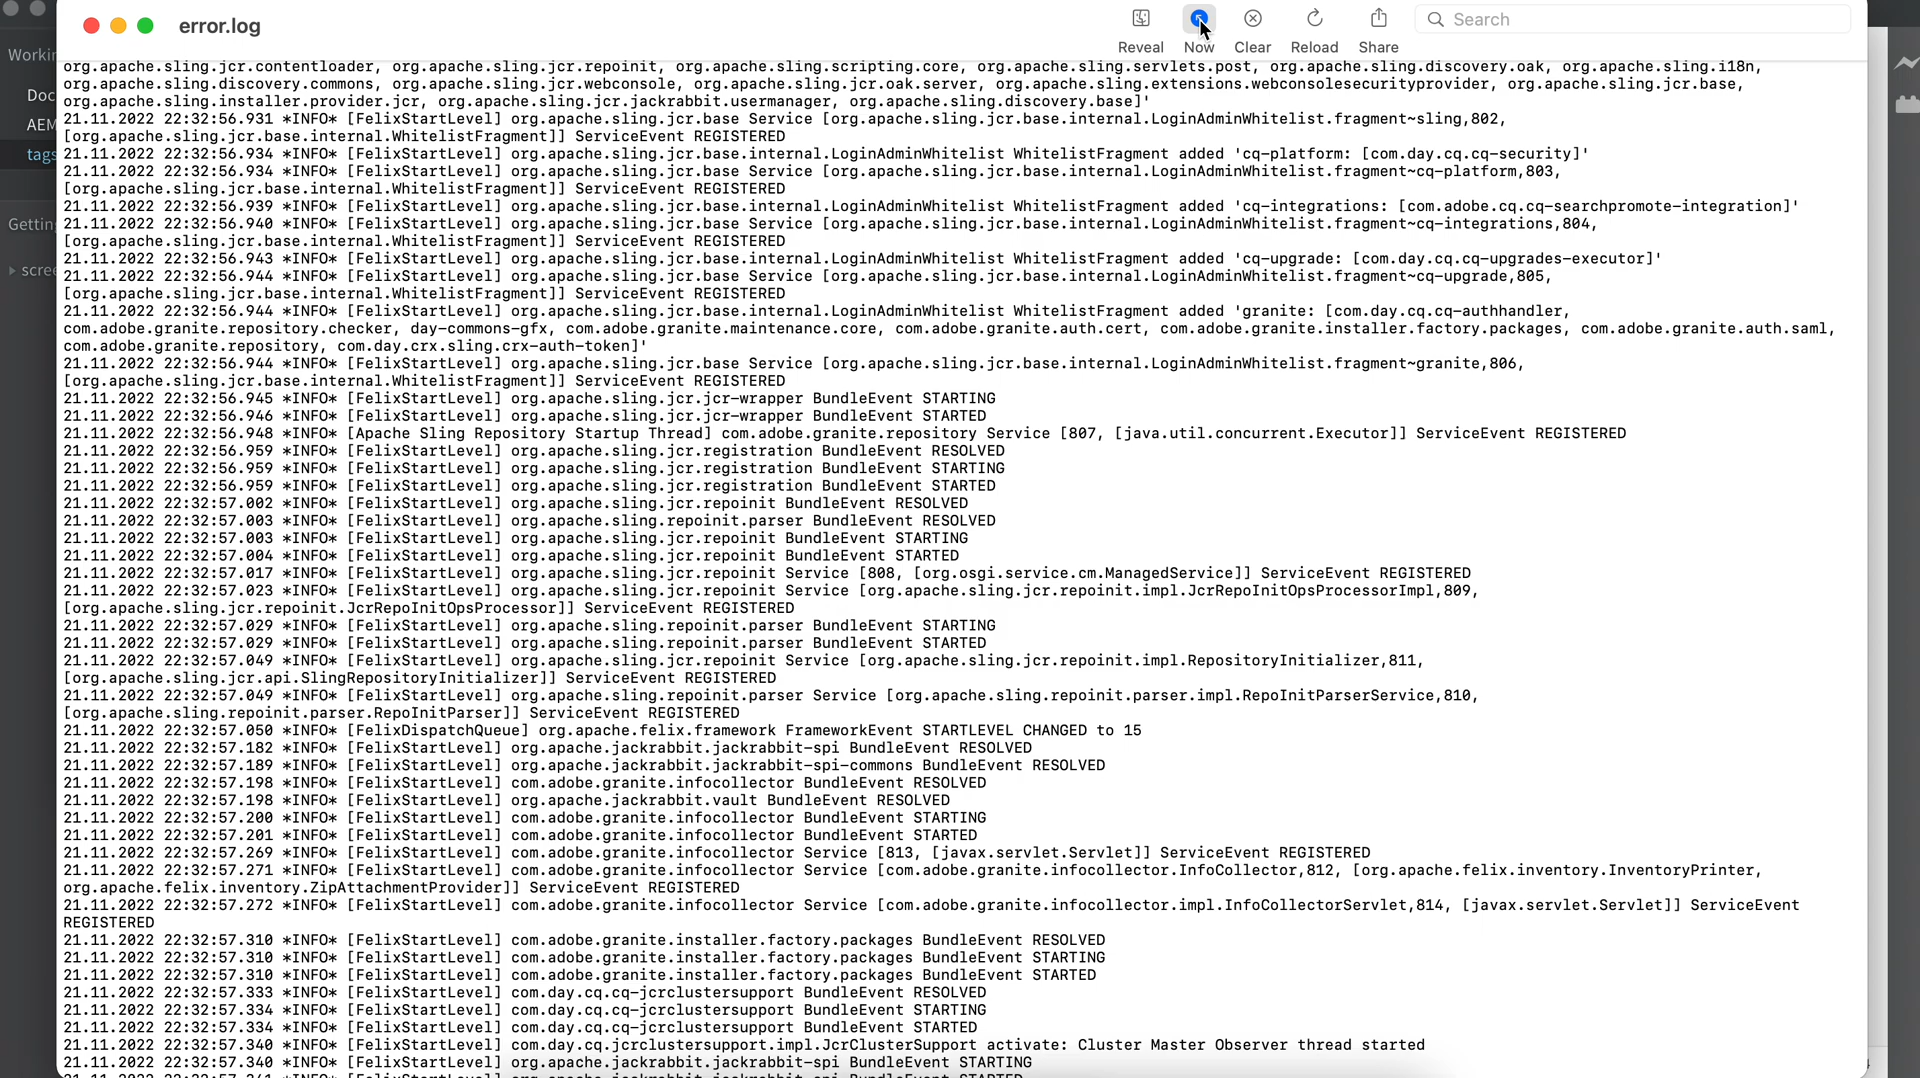 error.log
Reveal
Now
Clear
Reload
Share
Search
Workin
Doc
AEM
tags
Getting
scree
org.apache.sling.jcr.contentloader, org.apache.sling.jcr.repoinit, org.apache.sling.scripting.core, org.apache.sling.servlets.post, org.apache.sling.discovery.oak, org.apache.sling.i18n,
org.apache.sling.discovery.commons, org.apache.sling.jcr.webconsole, org.apache.sling.jcr.oak.server, org.apache.sling.extensions.webconsolesecurityprovider, org.apache.sling.jcr.base,
org.apache.sling.installer.provider.jcr, org.apache.sling.jcr.jackrabbit.usermanager, org.apache.sling.discovery.base]'
21.11.2022 22:32:56.931 *INFO* [FelixStartLevel] org.apache.sling.jcr.base Service [org.apache.sling.jcr.base.internal.LoginAdminWhitelist.fragment~sling,802,
[org.apache.sling.jcr.base.internal.WhitelistFragment]] ServiceEvent REGISTERED
21.11.2022 22:32:56.934 *INFO* [FelixStartLevel] org.apache.sling.jcr.base.internal.LoginAdminWhitelist WhitelistFragment added 'cq-platform: [com.day.cq.cq-security]'
21.11.2022 22:32:56.934 *INFO* [FelixStartLevel] org.apache.sling.jcr.base Service [org.apache.sling.jcr.base.internal.LoginAdminWhitelist.fragment~cq-platform,803,
[org.apache.sling.jcr.base.internal.WhitelistFragment]] ServiceEvent REGISTERED
21.11.2022 22:32:56.939 *INFO* [FelixStartLevel] org.apache.sling.jcr.base.internal.LoginAdminWhitelist WhitelistFragment added 'cq-integrations: [com.adobe.cq.cq-searchpromote-integration]'
21.11.2022 22:32:56.940 *INFO* [FelixStartLevel] org.apache.sling.jcr.base Service [org.apache.sling.jcr.base.internal.LoginAdminWhitelist.fragment~cq-integrations,804,
[org.apache.sling.jcr.base.internal.WhitelistFragment]] ServiceEvent REGISTERED
21.11.2022 22:32:56.943 *INFO* [FelixStartLevel] org.apache.sling.jcr.base.internal.LoginAdminWhitelist WhitelistFragment added 'cq-upgrade: [com.day.cq.cq-upgrades-executor]'
21.11.2022 22:32:56.944 *INFO* [FelixStartLevel] org.apache.sling.jcr.base Service [org.apache.sling.jcr.base.internal.LoginAdminWhitelist.fragment~cq-upgrade,805,
[org.apache.sling.jcr.base.internal.WhitelistFragment]] ServiceEvent REGISTERED
21.11.2022 22:32:56.944 *INFO* [FelixStartLevel] org.apache.sling.jcr.base.internal.LoginAdminWhitelist WhitelistFragment added 'granite: [com.day.cq.cq-authhandler,
com.adobe.granite.repository.checker, day-commons-gfx, com.adobe.granite.maintenance.core, com.adobe.granite.auth.cert, com.adobe.granite.installer.factory.packages, com.adobe.granite.auth.saml,
com.adobe.granite.repository, com.day.crx.sling.crx-auth-token]'
21.11.2022 22:32:56.944 *INFO* [FelixStartLevel] org.apache.sling.jcr.base Service [org.apache.sling.jcr.base.internal.LoginAdminWhitelist.fragment~granite,806,
[org.apache.sling.jcr.base.internal.WhitelistFragment]] ServiceEvent REGISTERED
21.11.2022 22:32:56.945 *INFO* [FelixStartLevel] org.apache.sling.jcr.jcr-wrapper BundleEvent STARTING
21.11.2022 22:32:56.946 *INFO* [FelixStartLevel] org.apache.sling.jcr.jcr-wrapper BundleEvent STARTED
21.11.2022 22:32:56.948 *INFO* [Apache Sling Repository Startup Thread] com.adobe.granite.repository Service [807, [java.util.concurrent.Executor]] ServiceEvent REGISTERED
21.11.2022 22:32:56.959 *INFO* [FelixStartLevel] org.apache.sling.jcr.registration BundleEvent RESOLVED
21.11.2022 22:32:56.959 *INFO* [FelixStartLevel] org.apache.sling.jcr.registration BundleEvent STARTING
21.11.2022 22:32:56.959 *INFO* [FelixStartLevel] org.apache.sling.jcr.registration BundleEvent STARTED
21.11.2022 22:32:57.002 *INFO* [FelixStartLevel] org.apache.sling.jcr.repoinit BundleEvent RESOLVED
21.11.2022 22:32:57.003 *INFO* [FelixStartLevel] org.apache.sling.repoinit.parser BundleEvent RESOLVED
21.11.2022 22:32:57.003 *INFO* [FelixStartLevel] org.apache.sling.jcr.repoinit BundleEvent STARTING
21.11.2022 22:32:57.004 *INFO* [FelixStartLevel] org.apache.sling.jcr.repoinit BundleEvent STARTED
21.11.2022 22:32:57.017 *INFO* [FelixStartLevel] org.apache.sling.jcr.repoinit Service [808, [org.osgi.service.cm.ManagedService]] ServiceEvent REGISTERED
21.11.2022 22:32:57.023 *INFO* [FelixStartLevel] org.apache.sling.jcr.repoinit Service [org.apache.sling.jcr.repoinit.impl.JcrRepoInitOpsProcessorImpl,809,
[org.apache.sling.jcr.repoinit.JcrRepoInitOpsProcessor]] ServiceEvent REGISTERED
21.11.2022 22:32:57.029 *INFO* [FelixStartLevel] org.apache.sling.repoinit.parser BundleEvent STARTING
21.11.2022 22:32:57.029 *INFO* [FelixStartLevel] org.apache.sling.repoinit.parser BundleEvent STARTED
21.11.2022 22:32:57.049 *INFO* [FelixStartLevel] org.apache.sling.jcr.repoinit Service [org.apache.sling.jcr.repoinit.impl.RepositoryInitializer,811,
[org.apache.sling.jcr.api.SlingRepositoryInitializer]] ServiceEvent REGISTERED
21.11.2022 22:32:57.049 *INFO* [FelixStartLevel] org.apache.sling.repoinit.parser Service [org.apache.sling.repoinit.parser.impl.RepoInitParserService,810,
[org.apache.sling.repoinit.parser.RepoInitParser]] ServiceEvent REGISTERED
21.11.2022 22:32:57.050 *INFO* [FelixDispatchQueue] org.apache.felix.framework FrameworkEvent STARTLEVEL CHANGED to 15
21.11.2022 22:32:57.182 *INFO* [FelixStartLevel] org.apache.jackrabbit.jackrabbit-spi BundleEvent RESOLVED
21.11.2022 22:32:57.189 *INFO* [FelixStartLevel] org.apache.jackrabbit.jackrabbit-spi-commons BundleEvent RESOLVED
21.11.2022 22:32:57.198 *INFO* [FelixStartLevel] com.adobe.granite.infocollector BundleEvent RESOLVED
21.11.2022 22:32:57.198 *INFO* [FelixStartLevel] org.apache.jackrabbit.vault BundleEvent RESOLVED
21.11.2022 22:32:57.200 *INFO* [FelixStartLevel] com.adobe.granite.infocollector BundleEvent STARTING
21.11.2022 22:32:57.201 *INFO* [FelixStartLevel] com.adobe.granite.infocollector BundleEvent STARTED
21.11.2022 22:32:57.269 *INFO* [FelixStartLevel] com.adobe.granite.infocollector Service [813, [javax.servlet.Servlet]] ServiceEvent REGISTERED
21.11.2022 22:32:57.271 *INFO* [FelixStartLevel] com.adobe.granite.infocollector Service [com.adobe.granite.infocollector.InfoCollector,812, [org.apache.felix.inventory.InventoryPrinter,
org.apache.felix.inventory.ZipAttachmentProvider]] ServiceEvent REGISTERED
21.11.2022 22:32:57.272 *INFO* [FelixStartLevel] com.adobe.granite.infocollector Service [com.adobe.granite.infocollector.impl.InfoCollectorServlet,814, [javax.servlet.Servlet]] ServiceEvent
REGISTERED
21.11.2022 22:32:57.310 *INFO* [FelixStartLevel] com.adobe.granite.installer.factory.packages BundleEvent RESOLVED
21.11.2022 22:32:57.310 *INFO* [FelixStartLevel] com.adobe.granite.installer.factory.packages BundleEvent STARTING
21.11.2022 22:32:57.310 *INFO* [FelixStartLevel] com.adobe.granite.installer.factory.packages BundleEvent STARTED
21.11.2022 22:32:57.333 *INFO* [FelixStartLevel] com.day.cq.cq-jcrclustersupport BundleEvent RESOLVED
21.11.2022 22:32:57.334 *INFO* [FelixStartLevel] com.day.cq.cq-jcrclustersupport BundleEvent STARTING
21.11.2022 22:32:57.334 *INFO* [FelixStartLevel] com.day.cq.cq-jcrclustersupport BundleEvent STARTED
21.11.2022 22:32:57.340 *INFO* [FelixStartLevel] com.day.cq.jcrclustersupport.impl.JcrClusterSupport activate: Cluster Master Observer thread started
21.11.2022 22:32:57.340 *INFO* [FelixStartLevel] org.apache.jackrabbit.jackrabbit-spi BundleEvent STARTING